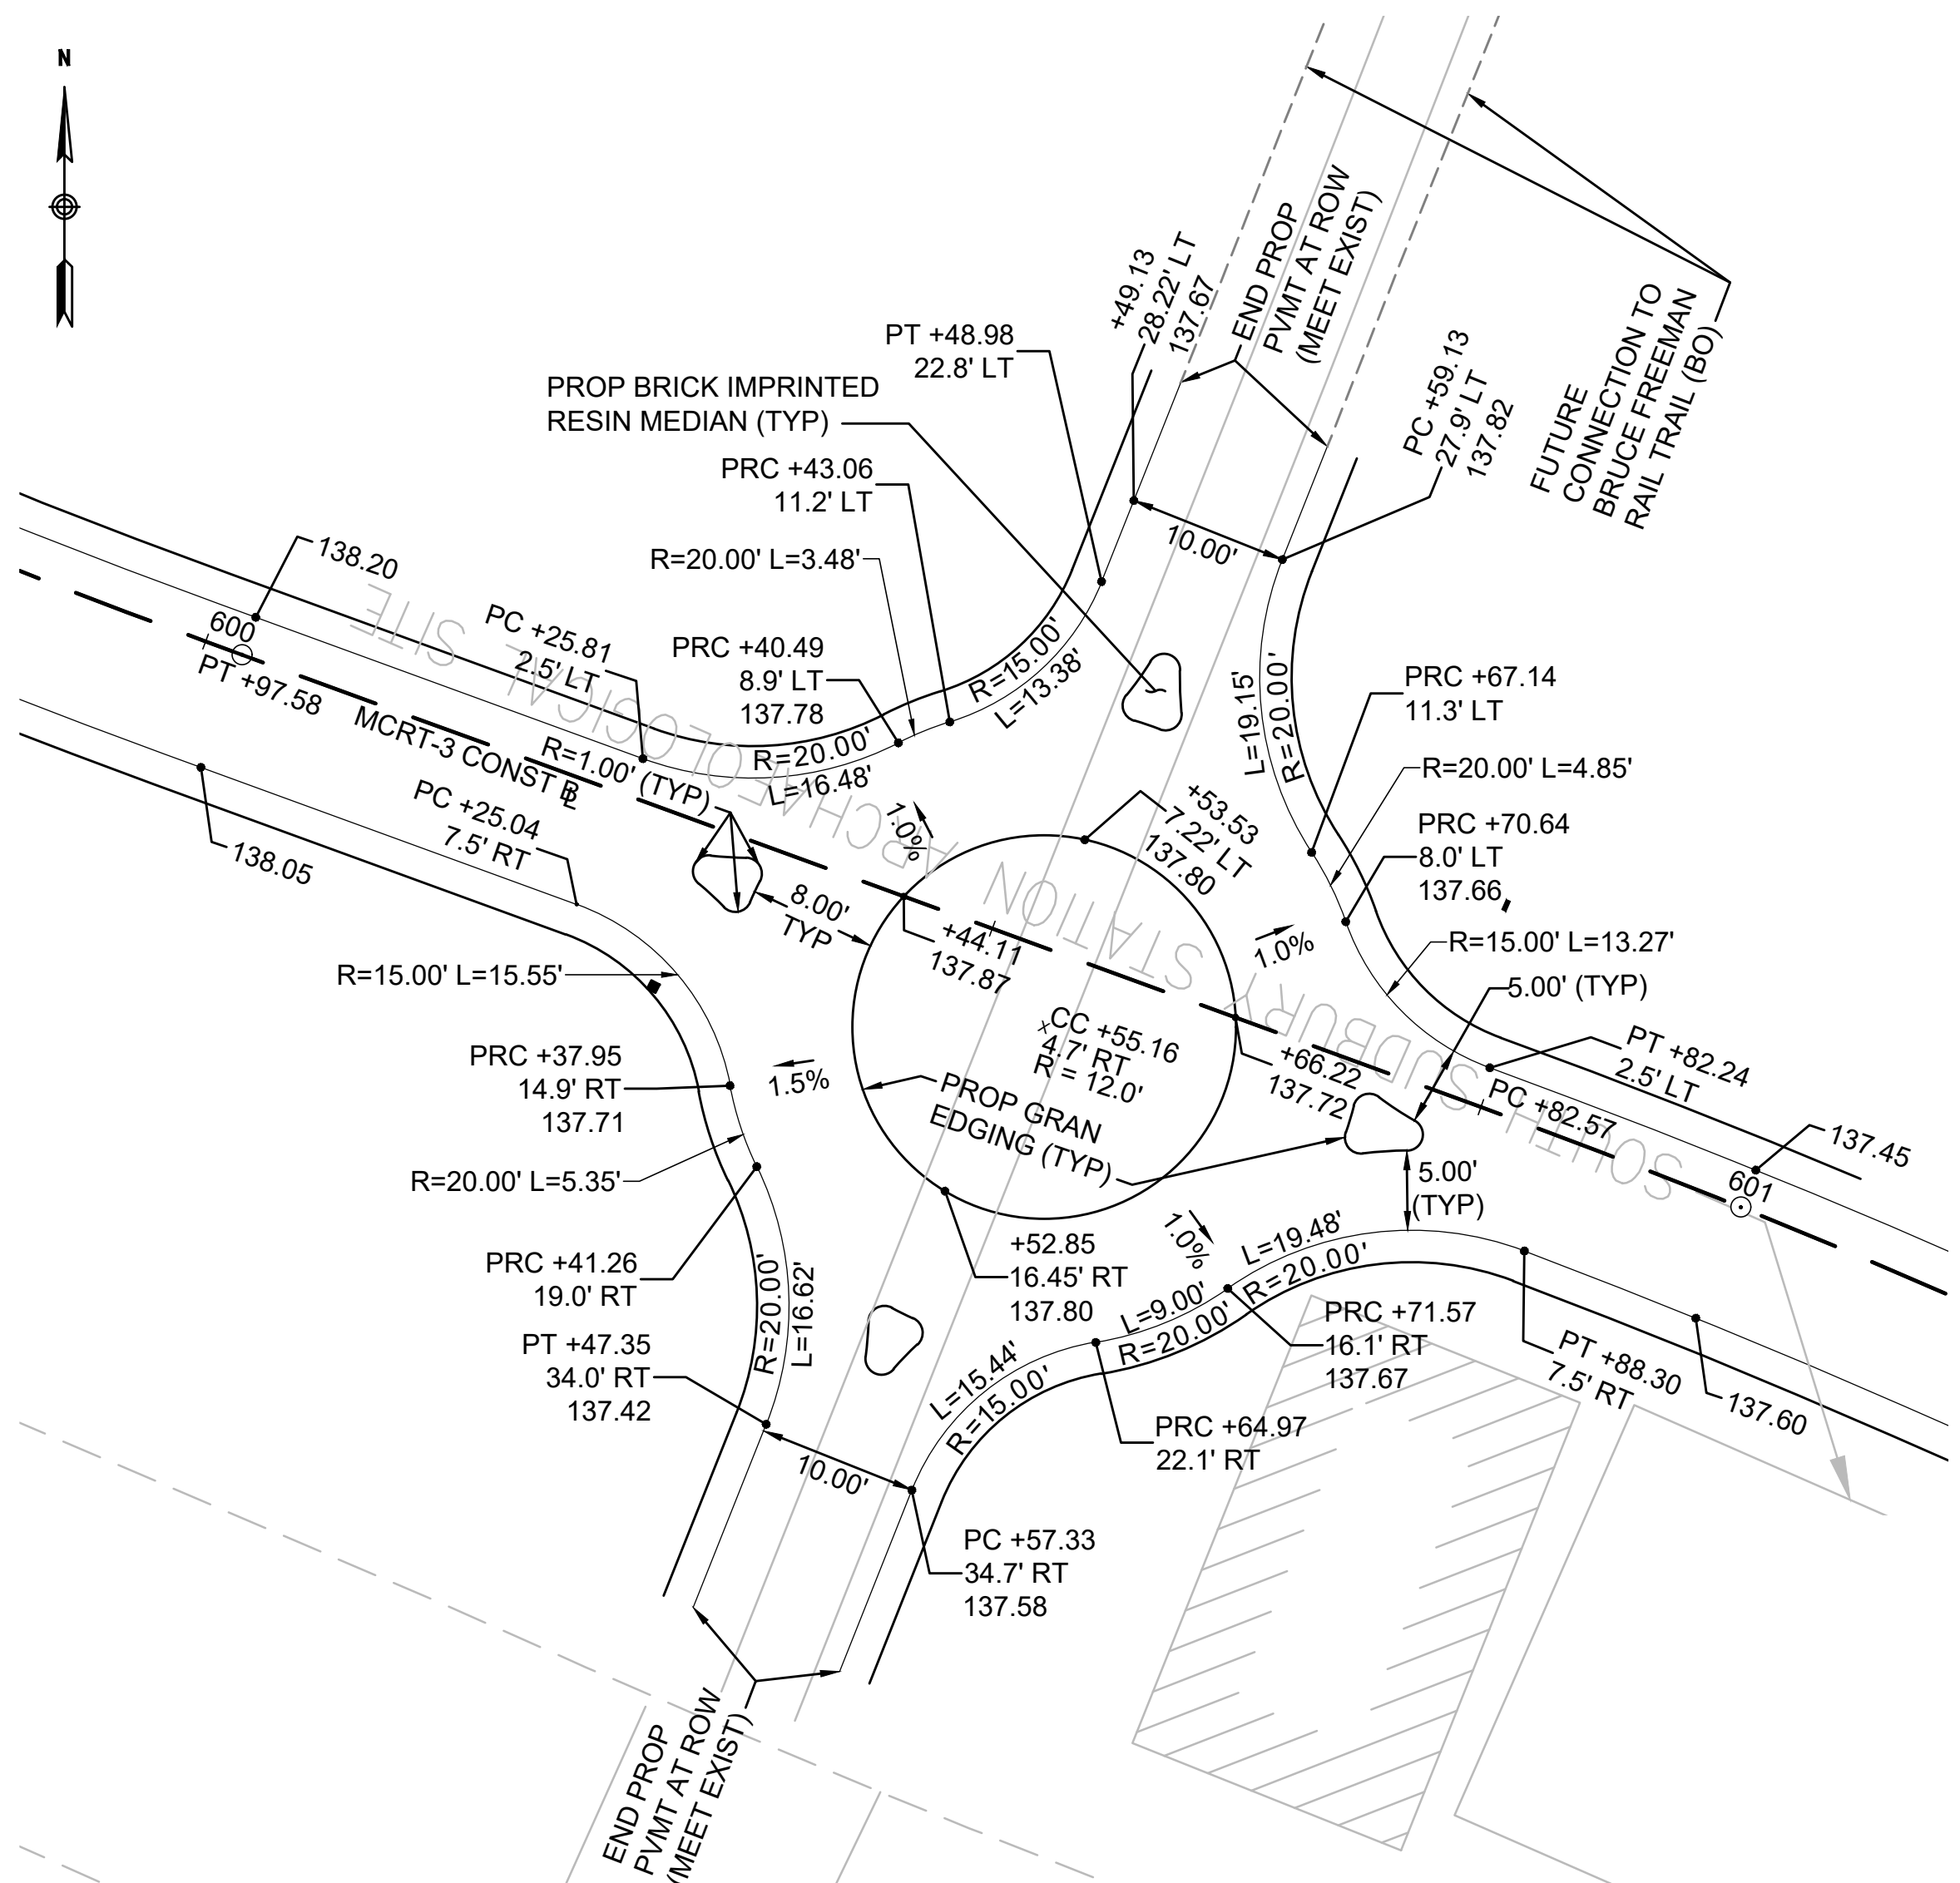 N
PROP BRICK IMPRINTED
RESIN MEDIAN (TYP)
PT +48.98
22.8' LT
+49.13
28.22' LT
137.67
END PROP
PVMT AT ROW
(MEET EXIST)
PC +59.13
27.9' LT
137.82
FUTURE
CONNECTION TO
BRUCE FREEMAN
RAIL TRAIL (BO)
PRC +43.06
11.2' LT
R=20.00' L=3.48'
10.00'
138.20
600
PT +97.58
MCRT-3 CONST BL
PC +25.81
2.5' LT
PRC +40.49
8.9' LT
137.78
R=15.00'
L=13.38'
R=20.00'
L=16.48'
R=1.00' (TYP)
L=19.15'
R=20.00'
PRC +67.14
11.3' LT
R=20.00' L=4.85'
PRC +70.64
8.0' LT
137.66
R=15.00' L=13.27'
5.00' (TYP)
PT +82.24
2.5' LT
PC +82.57
137.45
601
138.05
PC +25.04
7.5' RT
8.00'
TYP
1.0%
+53.53
7.22' LT
137.80
+44.11
137.87
1.0%
CC +55.16
4.7' RT
R = 12.0'
+66.22
137.72
PROP GRAN
EDGING (TYP)
SOUTH SUDBURY STATION ARCHAEOLOGICAL SITE
R=15.00' L=15.55'
PRC +37.95
14.9' RT
137.71
1.5%
R=20.00' L=5.35'
PRC +41.26
19.0' RT
R=20.00'
L=16.62'
PT +47.35
34.0' RT
137.42
10.00'
+52.85
16.45' RT
137.80
1.0%
5.00'
(TYP)
L=19.48'
R=20.00'
L=9.00'
R=20.00'
L=15.44'
R=15.00'
PRC +71.57
16.1' RT
137.67
PT +88.30
7.5' RT
137.60
PRC +64.97
22.1' RT
PC +57.33
34.7' RT
137.58
END PROP
PVMT AT ROW
(MEET EXIST)